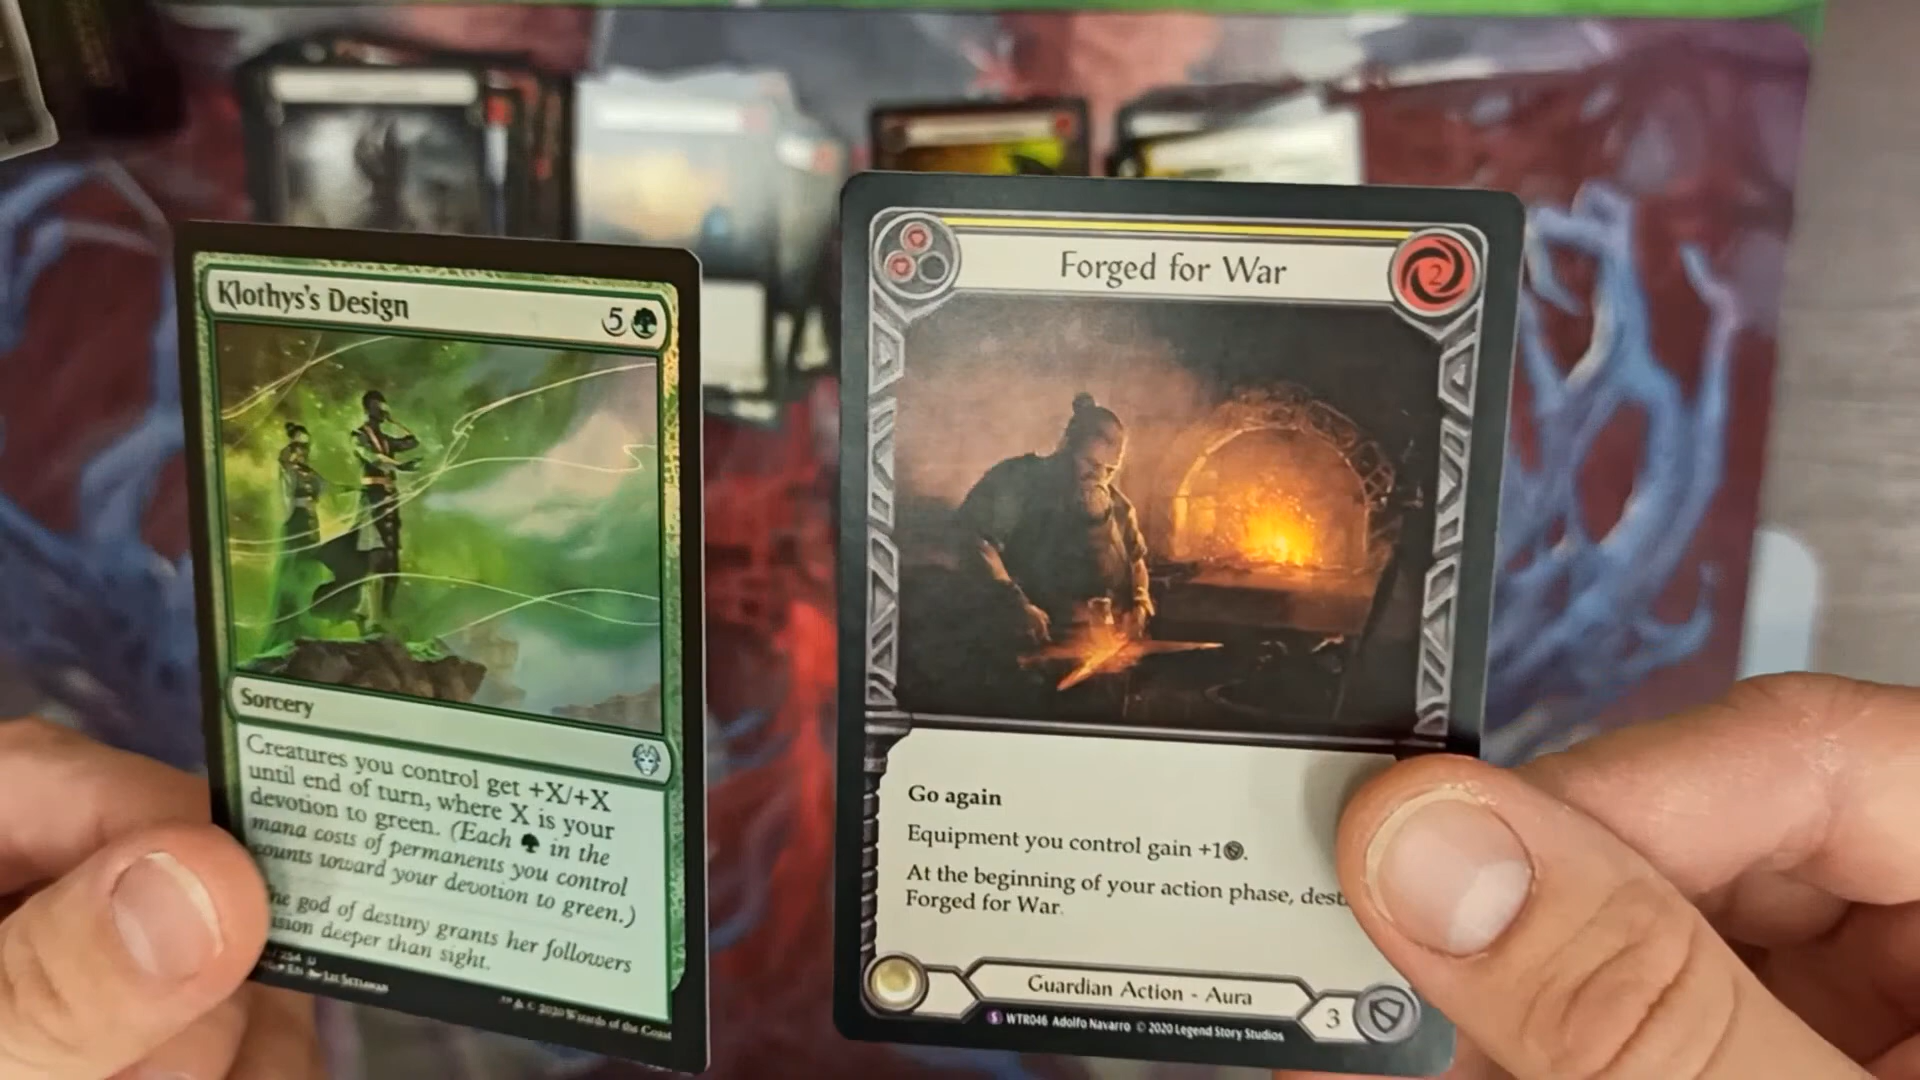 Klothys's Design
5
Sorcery
Creatures you control get +X/+X
until end of turn, where X is your
devotion to green. (Each in the
mana costs of permanents you control
counts toward your devotion to green.)
god of destiny grants her followers
deeper than sight.
EN Lie Setiawan
© 2020 Wizards of the Coast
Forged for War
2
Go again
Equipment you control gain +1.
At the beginning of your action phase,
Forged for War.
Guardian Action - Aura
3
S WTR046 Adolfo Navarro © 2020 Legend Story Studios